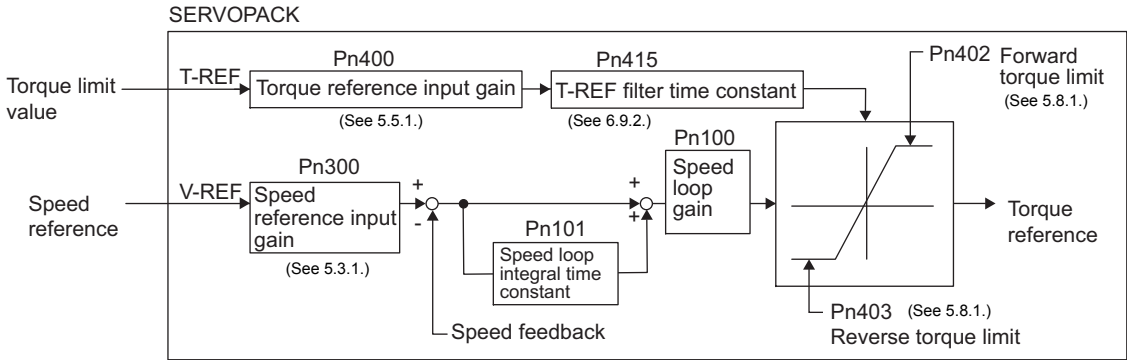 SERVOPACK
Torque limit
value
T-REF
Pn400
Torque reference input gain
(See 5.5.1.)
Pn415
T-REF filter time constant
(See 6.9.2.)
Pn402
Forward
torque limit
(See 5.8.1.)
Speed
reference
V-REF
Pn300
Speed
reference input
gain
(See 5.3.1.)
+
-
Speed feedback
Pn101
Speed loop
integral time
constant
+
+
Pn100
Speed
loop
gain
Pn403 (See 5.8.1.)
Reverse torque limit
Torque
reference